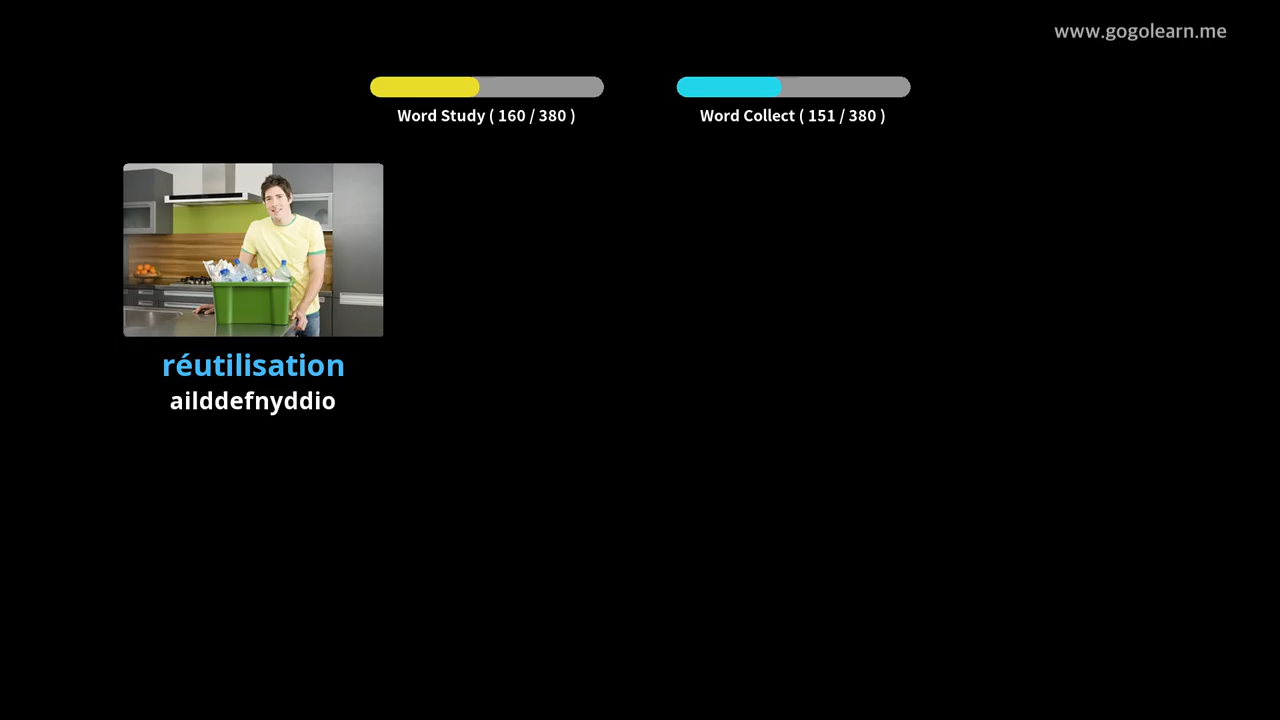 www.gogolearn.me
Word Study ( 160 / 380 )
Word Collect ( 151 / 380 )
réutilisation
ailddefnyddio